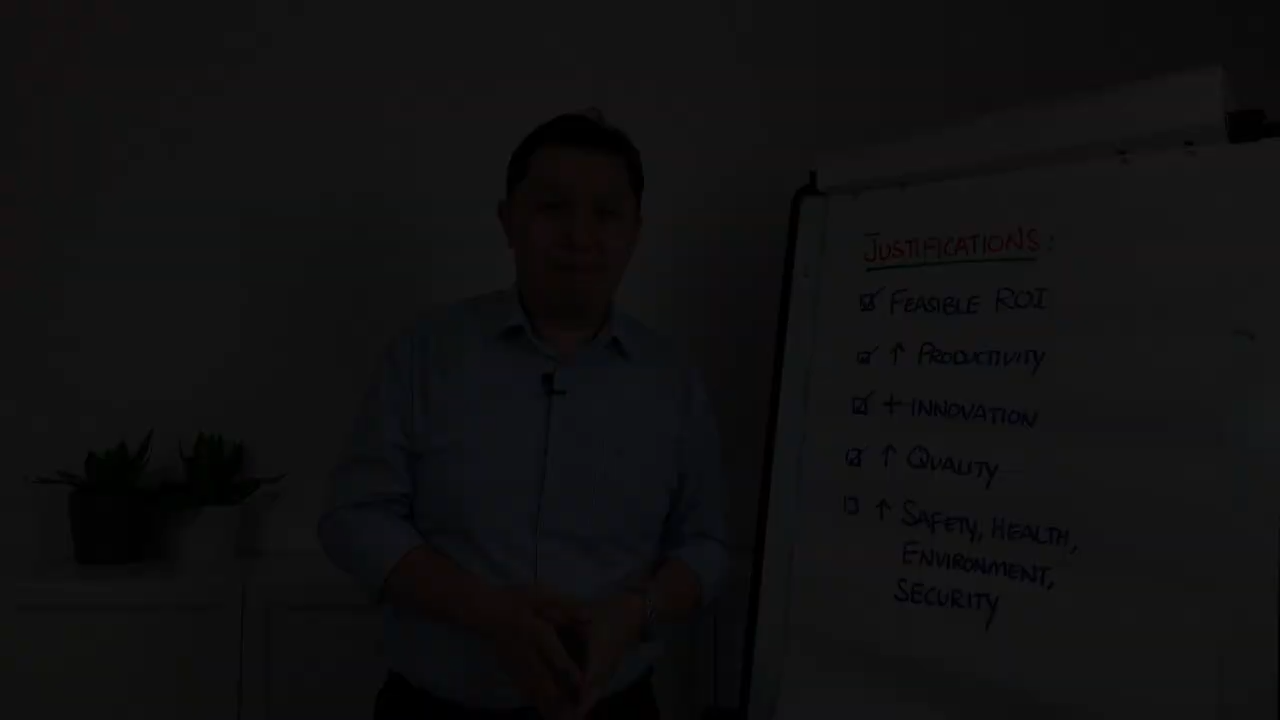 JUSTIFICATIONS:
☑ FEASIBLE ROI
☑ ↑ PRODUCTIVITY
☑ + INNOVATION
☑ ↑ QUALITY
☐ ↑ SAFETY, HEALTH,
ENVIRONMENT,
SECURITY